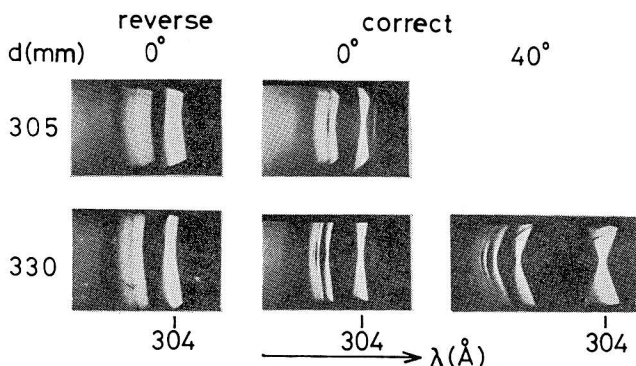 reverse correct
d(mm) 0° 0° 40°
305
330
304 304 304
λ(Å)